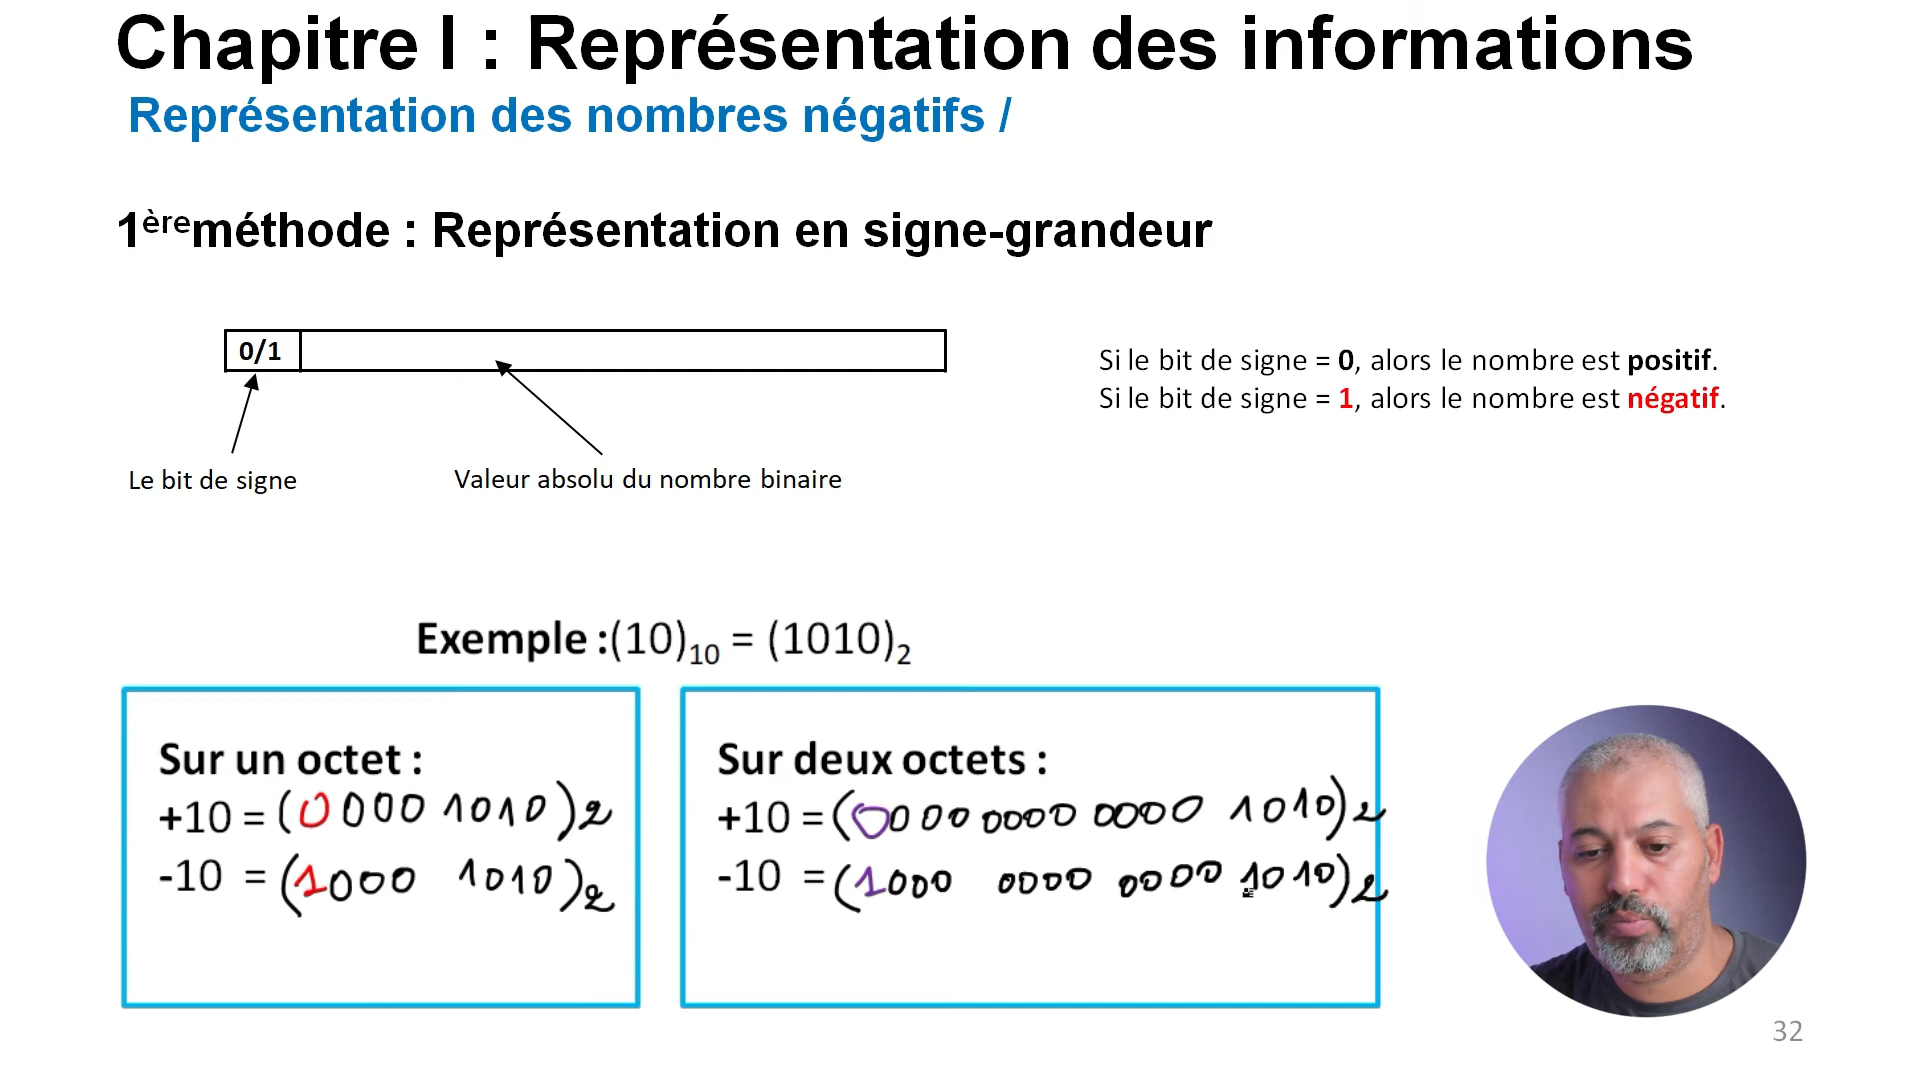 Chapitre I : Représentation des informations
Représentation des nombres négatifs /
1èreméthode : Représentation en signe-grandeur
0/1
Si le bit de signe = 0, alors le nombre est positif.
Si le bit de signe = 1, alors le nombre est négatif.
Le bit de signe
Valeur absolu du nombre binaire
Exemple :(10)10 = (1010)2
Sur un octet :
+10 = (0000 1010)2
-10 = (1000 1010)2
Sur deux octets :
+10 = (0000 0000 0000 1010)2
-10 = (1000 0000 0000 1010)2
32